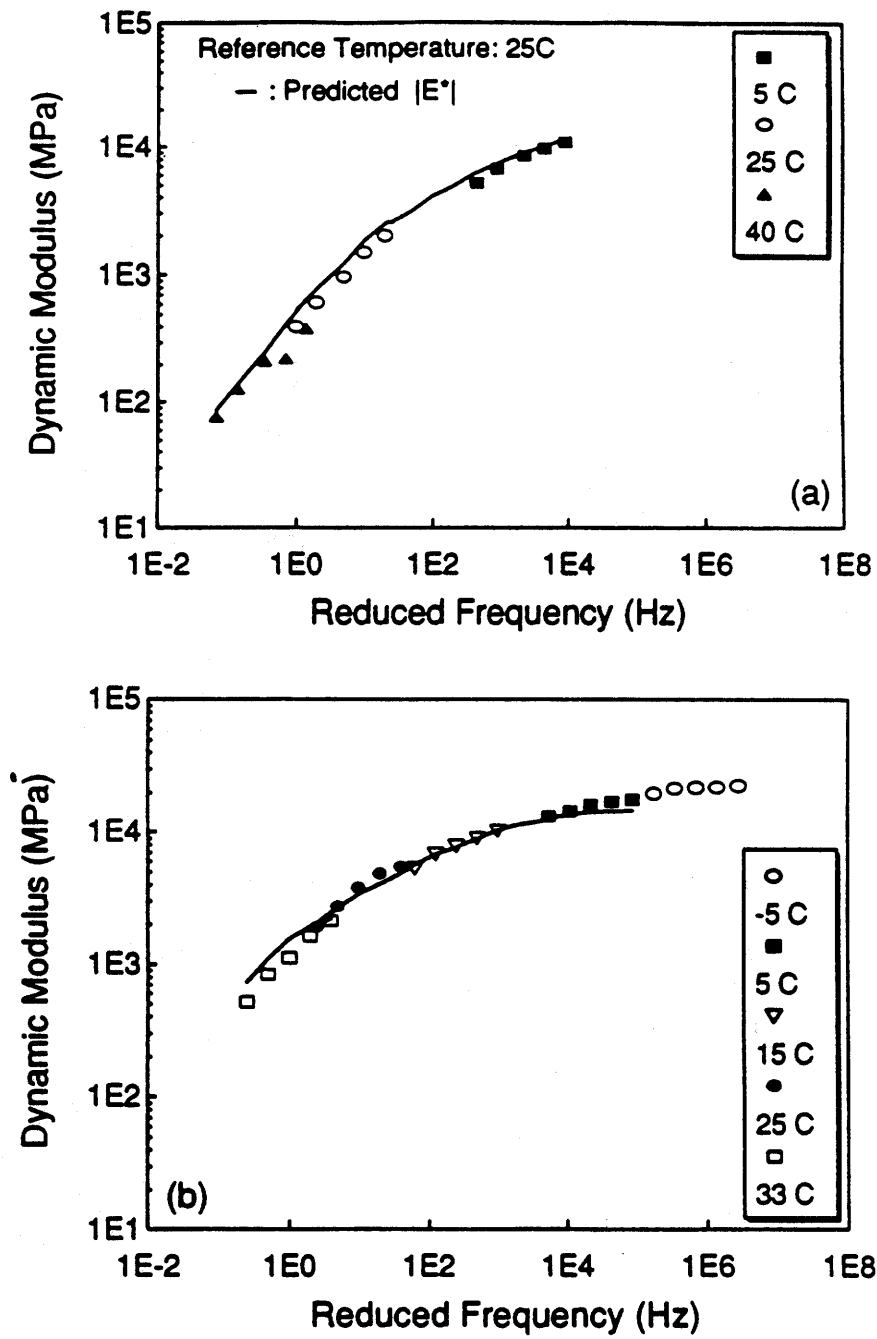 1E5
Reference Temperature: 25C
— : Predicted |E*|
5 C
25 C
40 C
1E4
1E3
1E2
1E1
Dynamic Modulus (MPa)
(a)
1E-2 1E0 1E2 1E4 1E6 1E8
Reduced Frequency (Hz)
1E5
1E4
1E3
1E2
1E1
Dynamic Modulus (MPa)
-5 C
5 C
15 C
25 C
33 C
(b)
1E-2 1E0 1E2 1E4 1E6 1E8
Reduced Frequency (Hz)